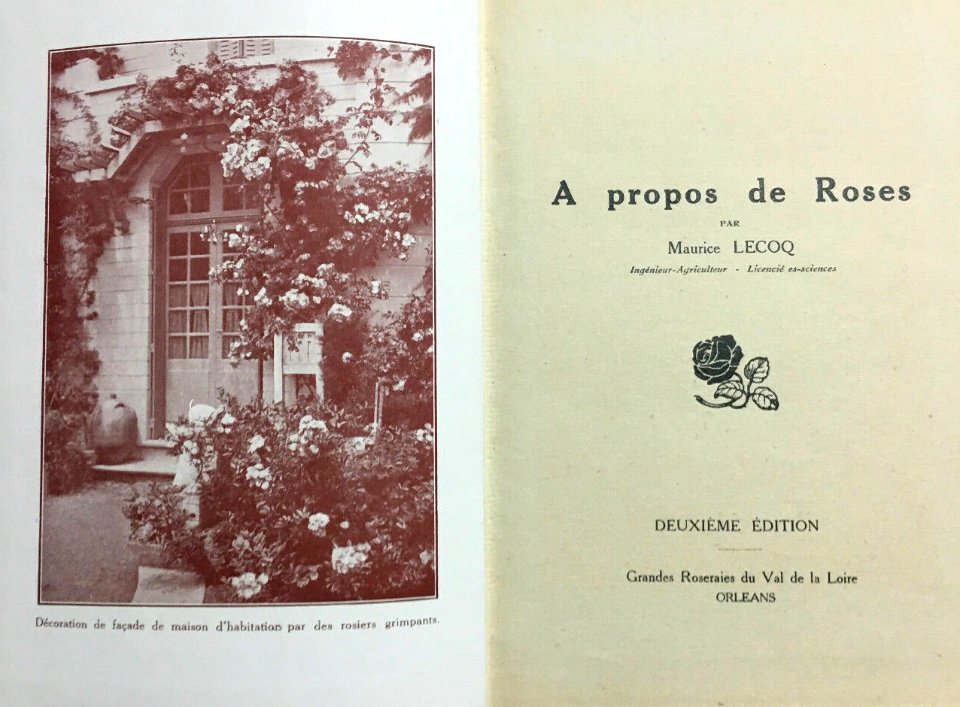 Décoration de façade de maison d'habitation par des rosiers grimpants.
A propos de Roses
PAR
Maurice LECOQ
Ingénieur-Agriculteur - Licencié es-sciences
DEUXIÈME ÉDITION
Grandes Roseraies du Val de la Loire
ORLEANS